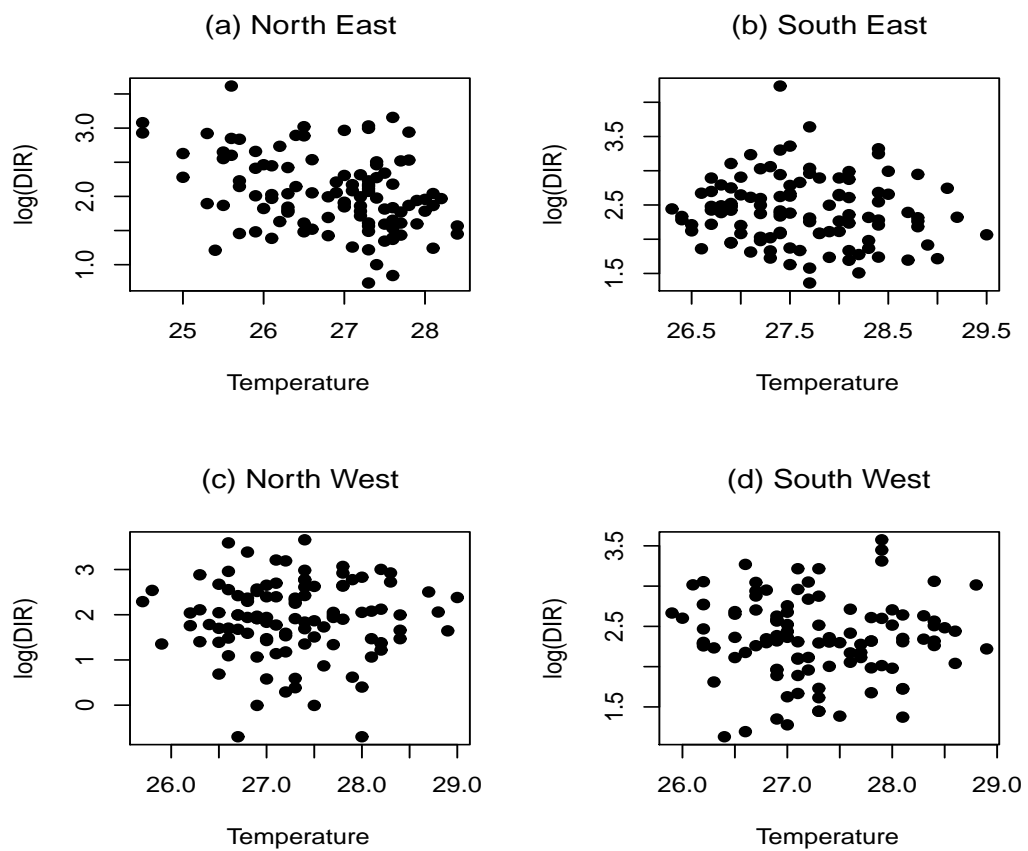 (a) North East
log(DIR)
1.0 2.0 3.0
25 26 27 28
Temperature
(b) South East
log(DIR)
1.5 2.5 3.5
26.5 27.5 28.5 29.5
Temperature
(c) North West
log(DIR)
0 1 2 3
26.0 27.0 28.0 29.0
Temperature
(d) South West
log(DIR)
1.5 2.5 3.5
26.0 27.0 28.0 29.0
Temperature